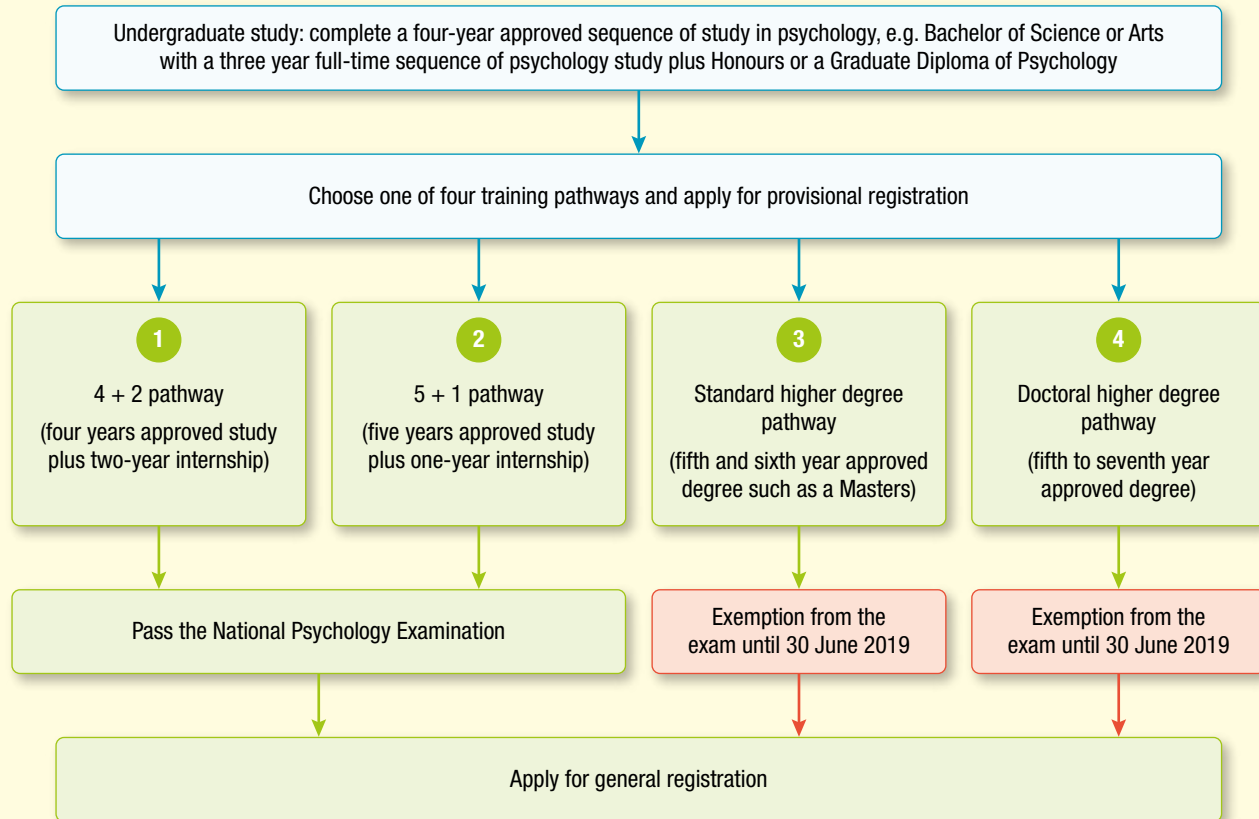 Undergraduate study: complete a four-year approved sequence of study in psychology, e.g. Bachelor of Science or Arts
with a three year full-time sequence of psychology study plus Honours or a Graduate Diploma of Psychology
Choose one of four training pathways and apply for provisional registration
1
4 + 2 pathway
(four years approved study
plus two-year internship)
2
5 + 1 pathway
(five years approved study
plus one-year internship)
3
Standard higher degree
pathway
(fifth and sixth year approved
degree such as a Masters)
4
Doctoral higher degree
pathway
(fifth to seventh year
approved degree)
Pass the National Psychology Examination
Exemption from the
exam until 30 June 2019
Exemption from the
exam until 30 June 2019
Apply for general registration